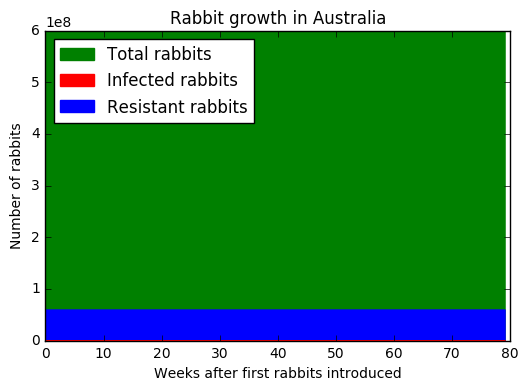 Rabbit growth in Australia
1e8
Total rabbits
Infected rabbits
Resistant rabbits
Number of rabbits
6
5
4
3
2
1
0
0 10 20 30 40 50 60 70 80
Weeks after first rabbits introduced